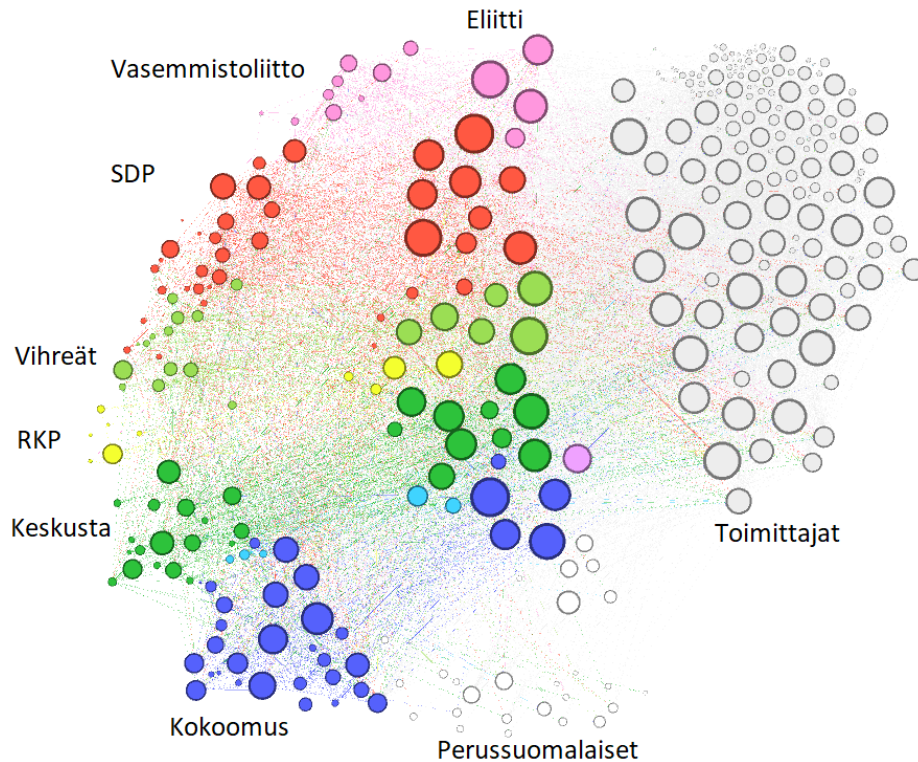 Eliitti
Vasemmistoliitto
SDP
Vihreät
RKP
Keskusta
Toimittajat
Kokoomus
Perussuomalaiset